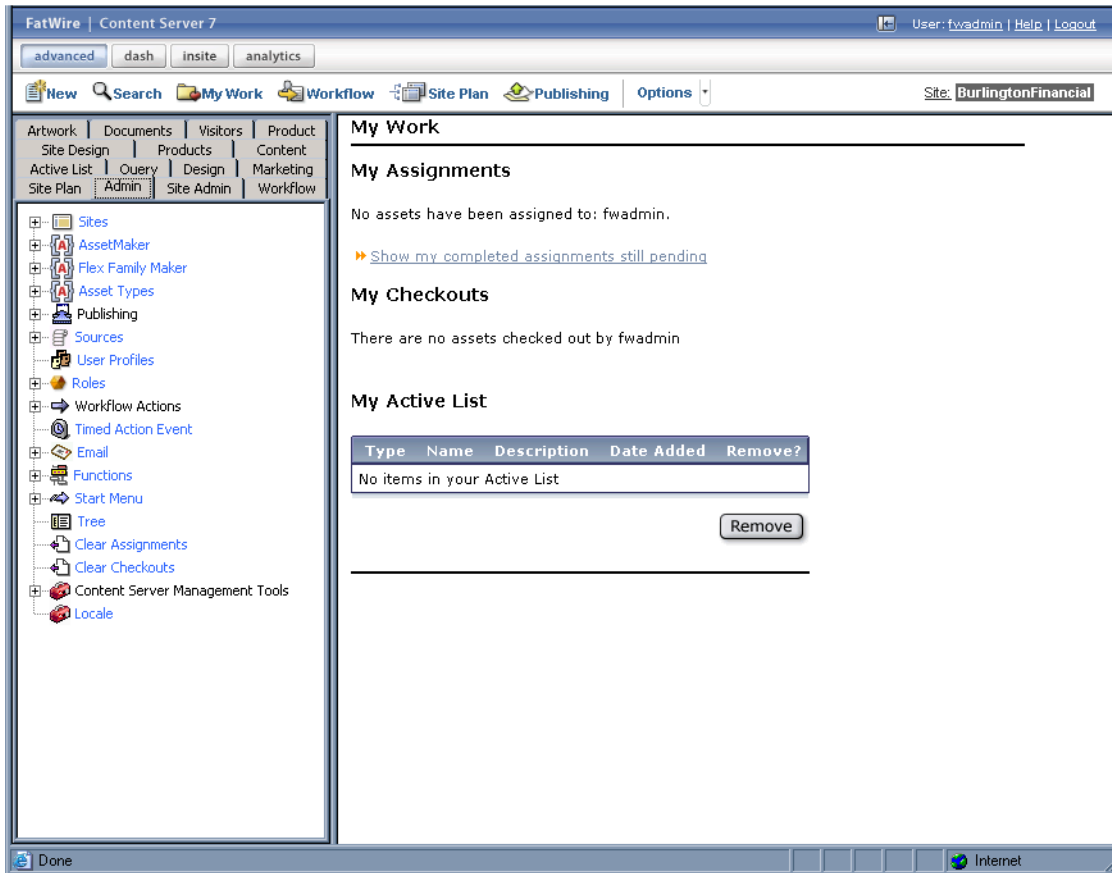 FatWire | Content Server 7
User: fwadmin | Help | Logout
advanced dash insite analytics
New Search My Work Workflow Site Plan Publishing Options Site: BurlingtonFinancial
Artwork Documents Visitors Product
Site Design Products Content
Active List Query Design Marketing
Site Plan Admin Site Admin Workflow
Sites
AssetMaker
Flex Family Maker
Asset Types
Publishing
Sources
User Profiles
Roles
Workflow Actions
Timed Action Event
Email
Functions
Start Menu
Tree
Clear Assignments
Clear Checkouts
Content Server Management Tools
Locale
My Work
My Assignments
No assets have been assigned to: fwadmin.
Show my completed assignments still pending
My Checkouts
There are no assets checked out by fwadmin
My Active List
Type Name Description Date Added Remove?
No items in your Active List
Remove
Done
Internet